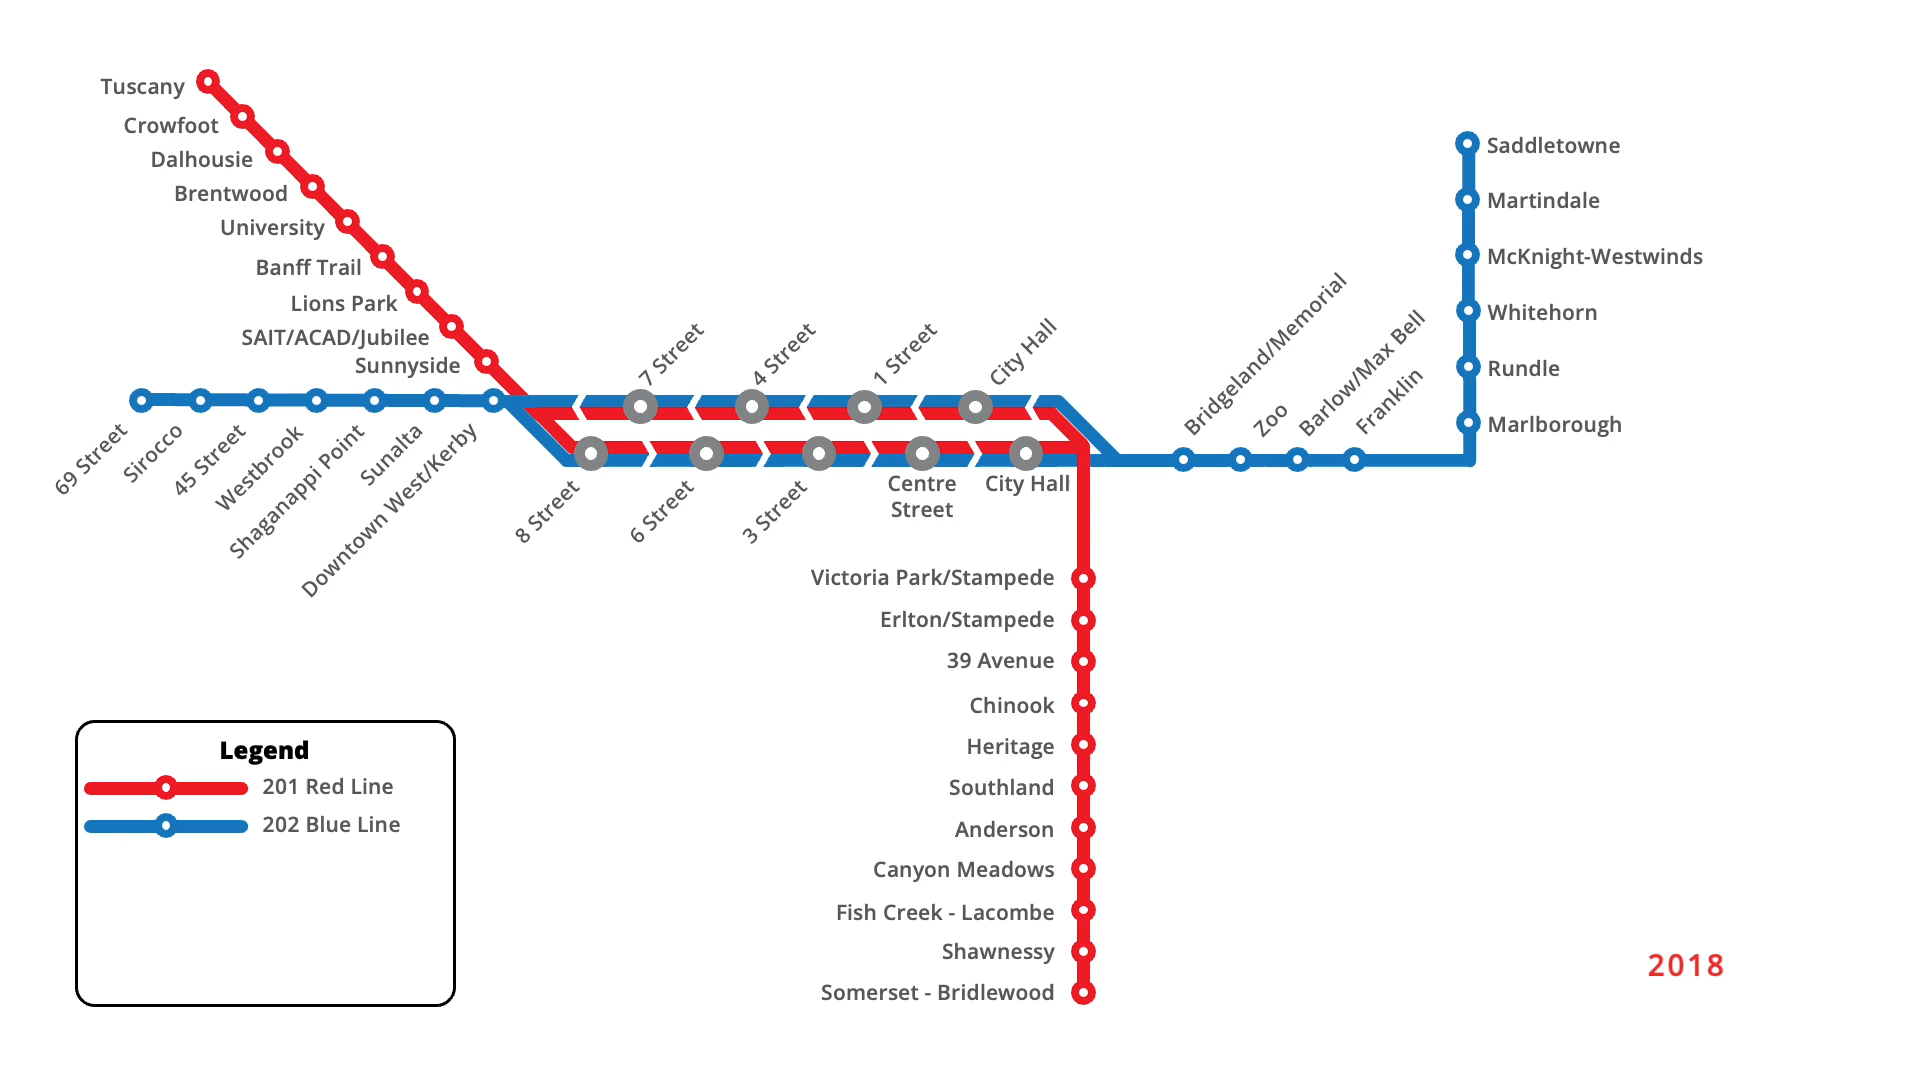 Tuscany
Crowfoot
Dalhousie
Brentwood
University
Banff Trail
Lions Park
SAIT/ACAD/Jubilee
Sunnyside
69 Street
Sirocco
45 Street
Westbrook
Shaganappi Point
Sunalta
Downtown West/Kerby
7 Street
4 Street
1 Street
City Hall
8 Street
6 Street
3 Street
Centre
Street
City Hall
Bridgeland/Memorial
Zoo
Barlow/Max Bell
Franklin
Saddletowne
Martindale
McKnight-Westwinds
Whitehorn
Rundle
Marlborough
Victoria Park/Stampede
Erlton/Stampede
39 Avenue
Chinook
Heritage
Southland
Anderson
Canyon Meadows
Fish Creek - Lacombe
Shawnessy
Somerset - Bridlewood
Legend
201 Red Line
202 Blue Line
2018